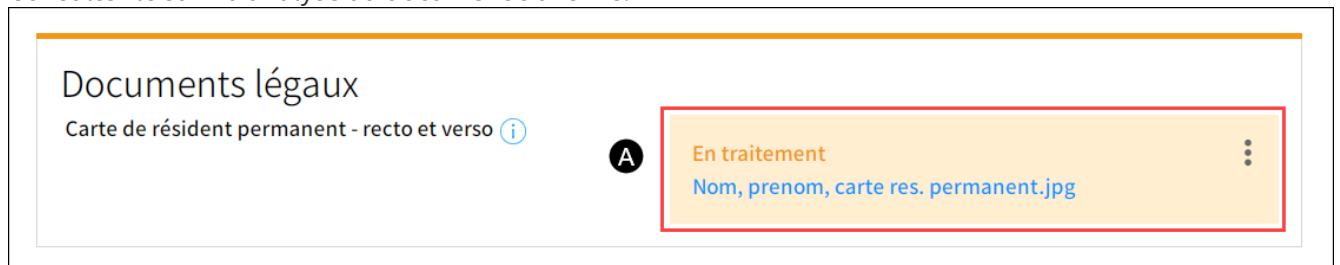 Documents légaux
Carte de résident permanent - recto et verso i
A
En traitement
Nom, prenom, carte res. permanent.jpg